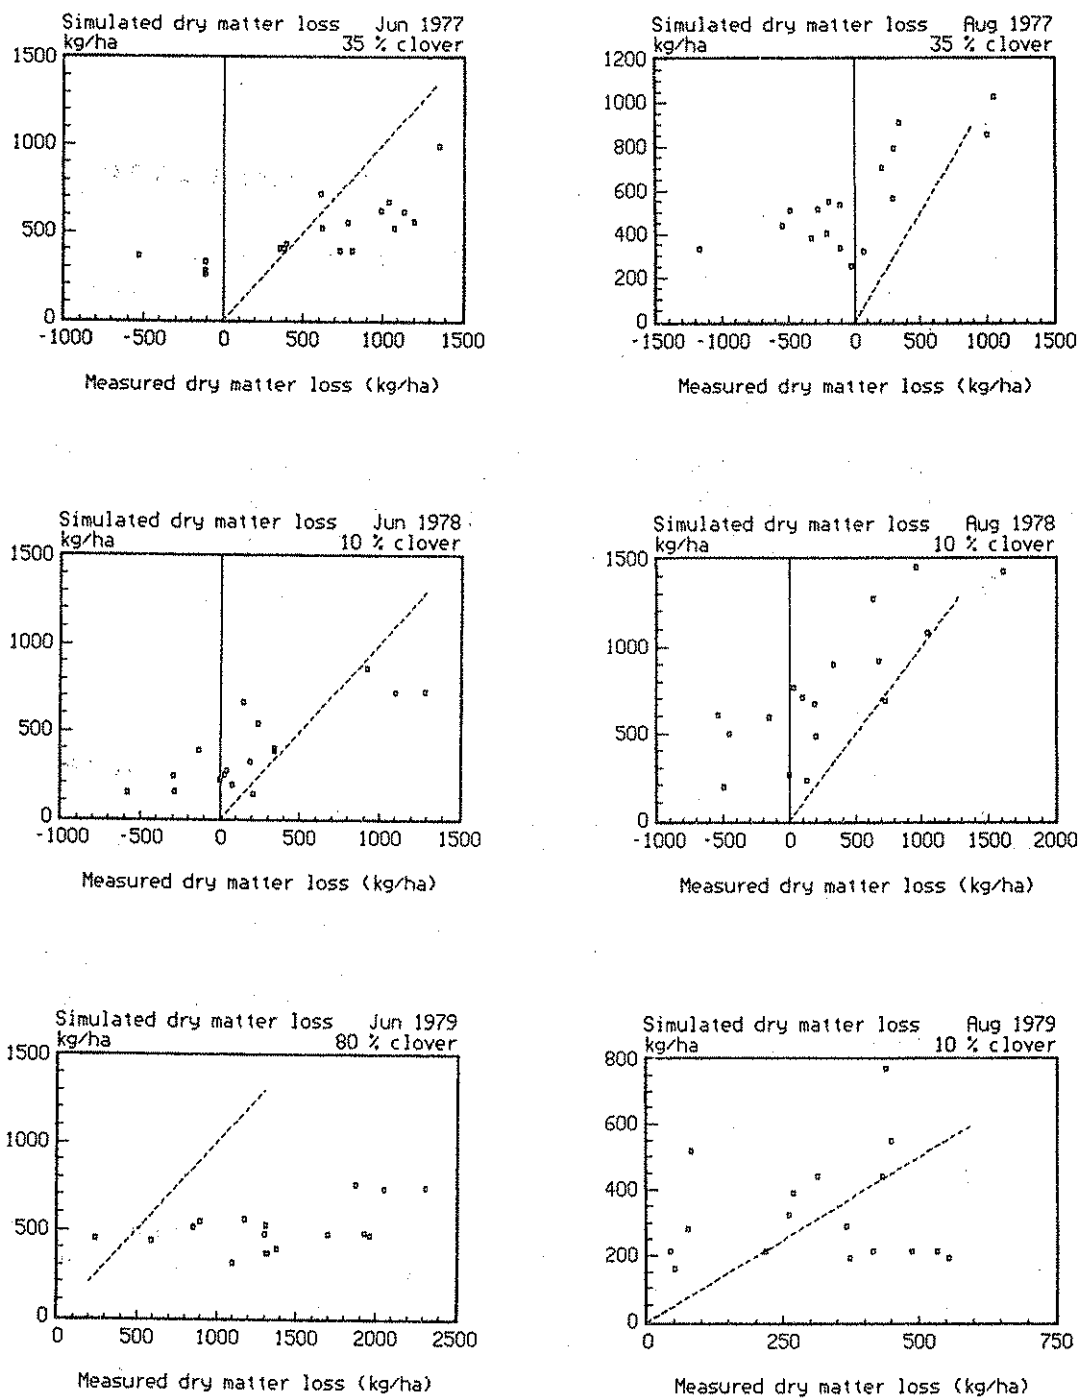 Simulated dry matter loss Jun 1977
kg/ha 35 % clover
1500
1000
500
0
-1000 -500 0 500 1000 1500
Measured dry matter loss (kg/ha)
Simulated dry matter loss Aug 1977
kg/ha 35 % clover
1200
1000
800
600
400
200
0
-1500 -1000 -500 0 500 1000 1500
Measured dry matter loss (kg/ha)
Simulated dry matter loss Jun 1978
kg/ha 10 % clover
1500
1000
500
0
-1000 -500 0 500 1000 1500
Measured dry matter loss (kg/ha)
Simulated dry matter loss Aug 1978
kg/ha 10 % clover
1500
1000
500
0
-1000 -500 0 500 1000 1500 2000
Measured dry matter loss (kg/ha)
Simulated dry matter loss Jun 1979
kg/ha 80 % clover
1500
1000
500
0
0 500 1000 1500 2000 2500
Measured dry matter loss (kg/ha)
Simulated dry matter loss Aug 1979
kg/ha 10 % clover
800
600
400
200
0
0 250 500 750
Measured dry matter loss (kg/ha)